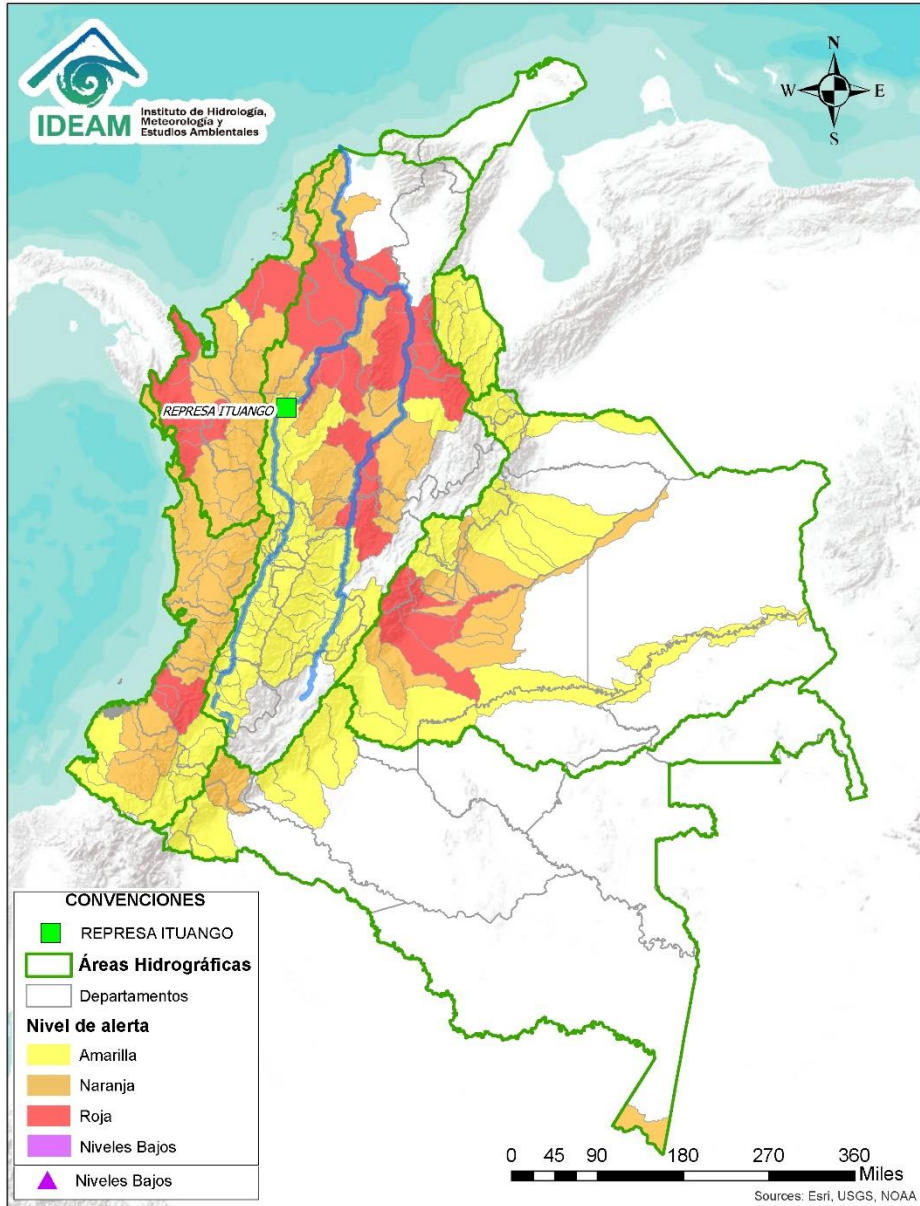 IDEAM
Instituto de Hidrología,
Meteorología y
Estudios Ambientales
N
W
E
S
REPRESA ITUANGO
CONVENCIONES
REPRESA ITUANGO
Áreas Hidrográficas
Departamentos
Nivel de alerta
Amarilla
Naranja
Roja
Niveles Bajos
Niveles Bajos
0 45 90 180 270 360
Miles
Sources: Esri, USGS, NOAA